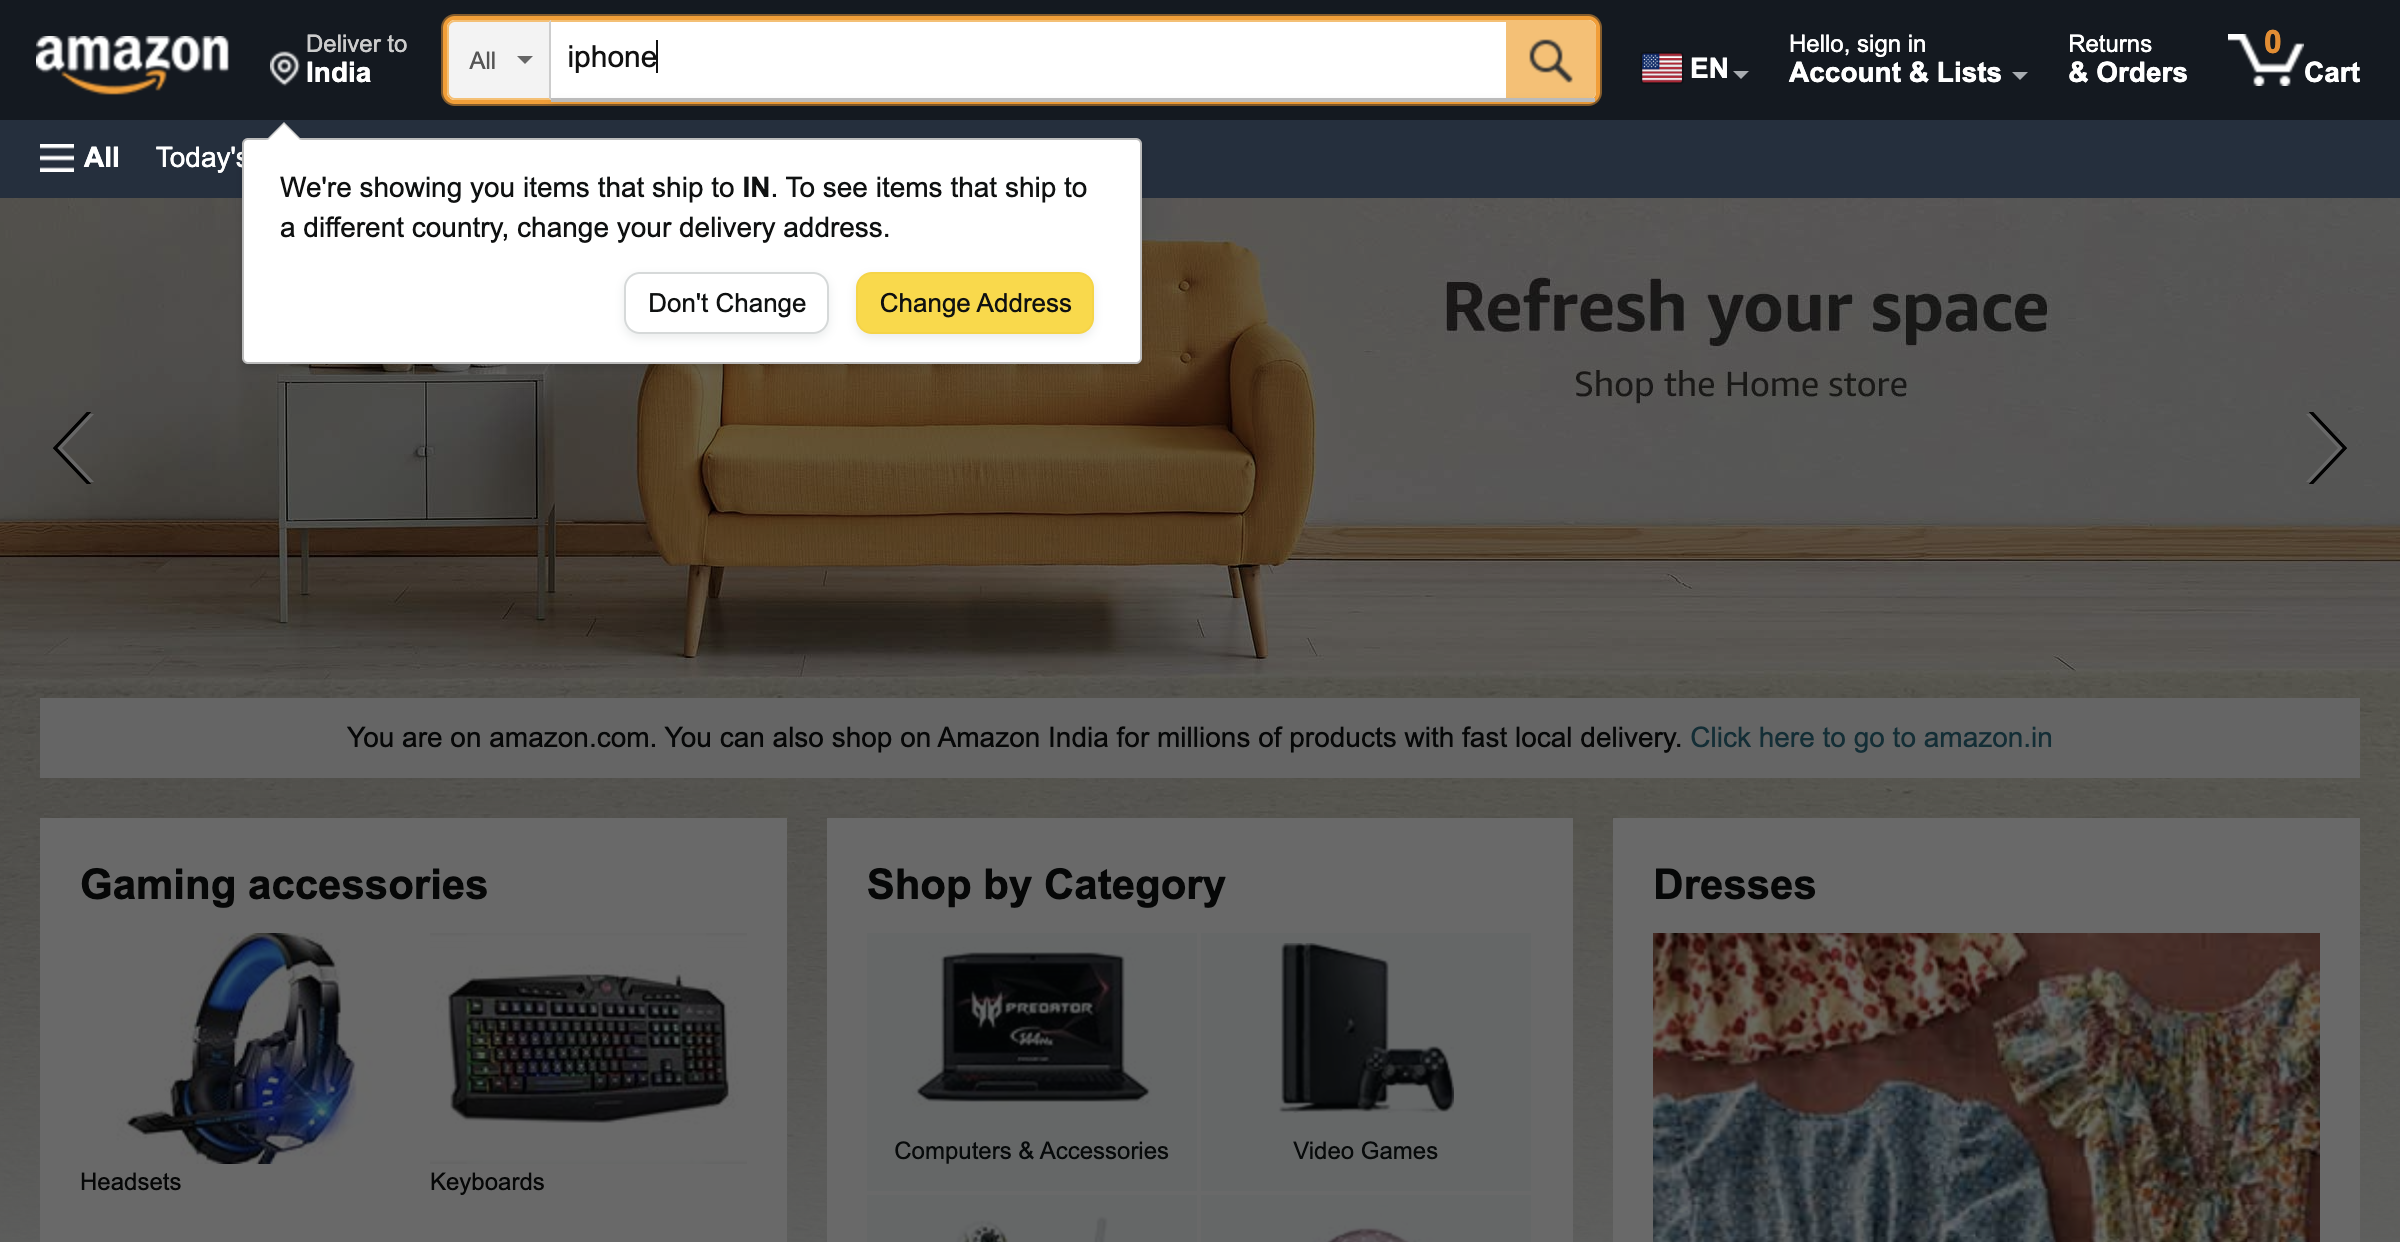 amazon
Deliver to
India
All
iphone
EN
Hello, sign in
Account & Lists
Returns
& Orders
0
Cart
All
Today's
We're showing you items that ship to IN. To see items that ship to
a different country, change your delivery address.
Don't Change
Change Address
Refresh your space
Shop the Home store
You are on amazon.com. You can also shop on Amazon India for millions of products with fast local delivery. Click here to go to amazon.in
Gaming accessories
Headsets
Keyboards
Shop by Category
PREDATOR
Computers & Accessories
Video Games
Dresses